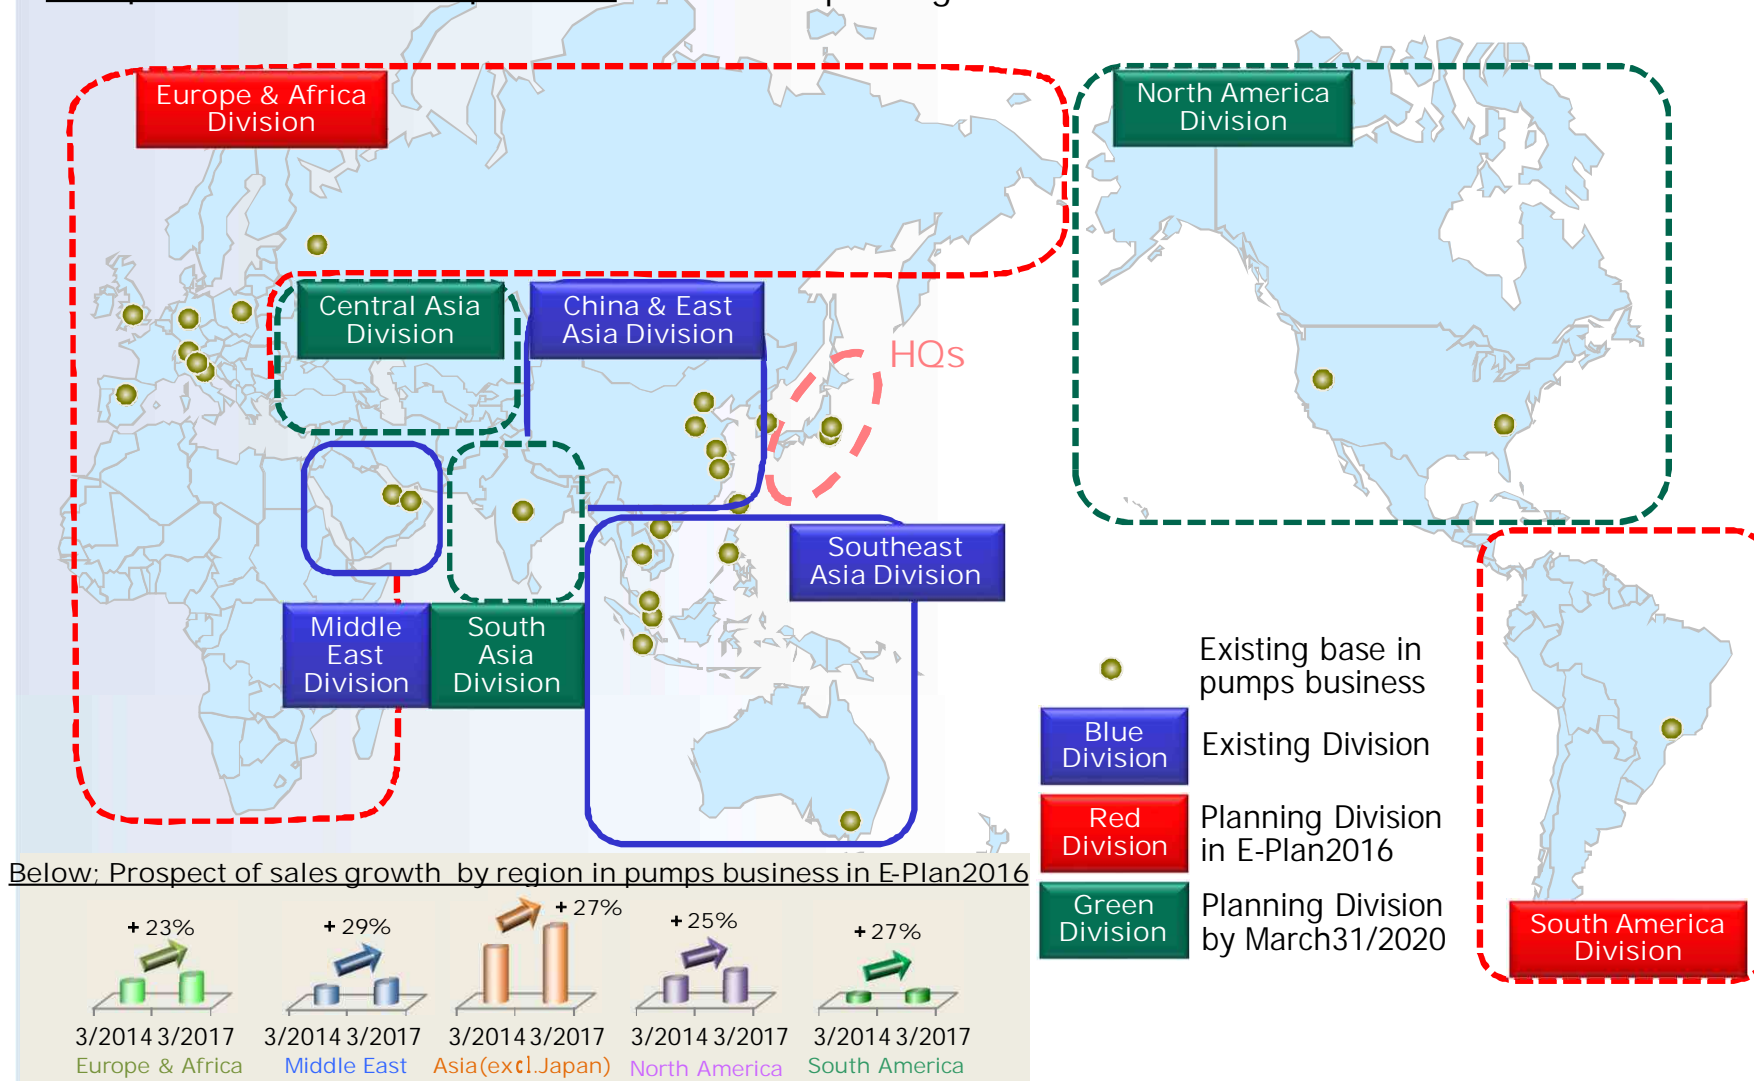 Europe & Africa
Division
North America
Division
Central Asia
Division
China & East
Asia Division
HQs
Southeast
Asia Division
Middle
East
Division
South
Asia
Division
Existing base in
pumps business
Blue
Division
Existing Division
Red
Division
Planning Division
in E-Plan2016
Green
Division
Planning Division
by March31/2020
South America
Division
Below; Prospect of sales growth by region in pumps business in E-Plan2016
+ 23%
+ 29%
+ 27%
+ 25%
+ 27%
3/2014 3/2017
3/2014 3/2017
3/2014 3/2017
3/2014 3/2017
3/2014 3/2017
Europe & Africa
Middle East
Asia(excl.Japan)
North America
South America